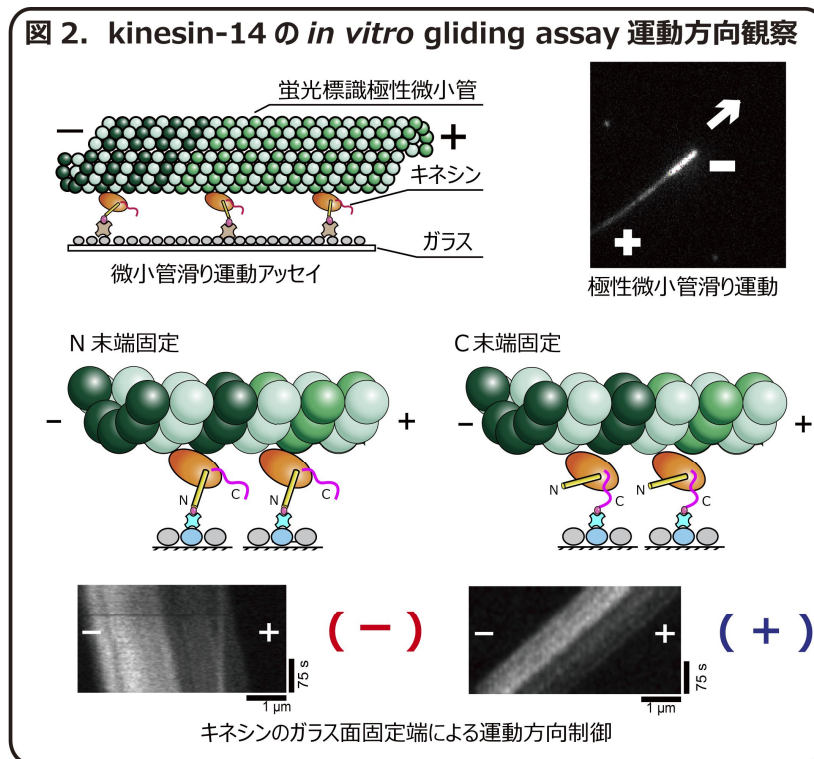 図 2. kinesin-14 の in vitro gliding assay 運動方向観察
蛍光標識極性微小管
− +
キネシン
ガラス
微小管滑り運動アッセイ
−
+
極性微小管滑り運動
N 末端固定
- +
N C N C
C 末端固定
- +
N C N C
− +
75 s
1 µm
( − )
− +
75 s
1 µm
( + )
キネシンのガラス面固定端による運動方向制御